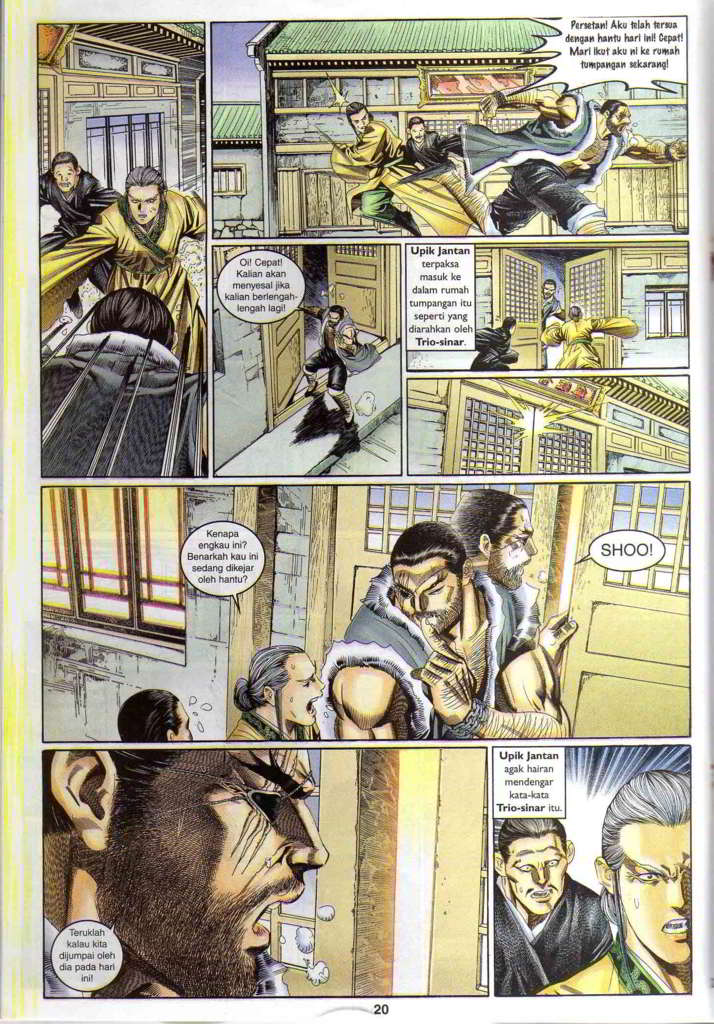 Persetan! Aku telah tersua
dengan hantu hari ini! Cepat!
Mari ikut aku ni ke rumah
tumpangan sekarang!
Oi! Cepat!
Kalian akan
menyesal jika
kalian berlengah-
lengah lagi!
Upik Jantan
terpaksa
masuk ke
dalam rumah
tumpangan itu
seperti yang
diarahkan oleh
Trio-sinar.
Kenapa
engkau ini?
Benarkah kau ini
sedang dikejar
oleh hantu?
SHOO!
Teruklah
kalau kita
dijumpai oleh
dia pada hari
ini!
Upik Jantan
agak hairan
mendengar
kata-kata
Trio-sinar itu.
20